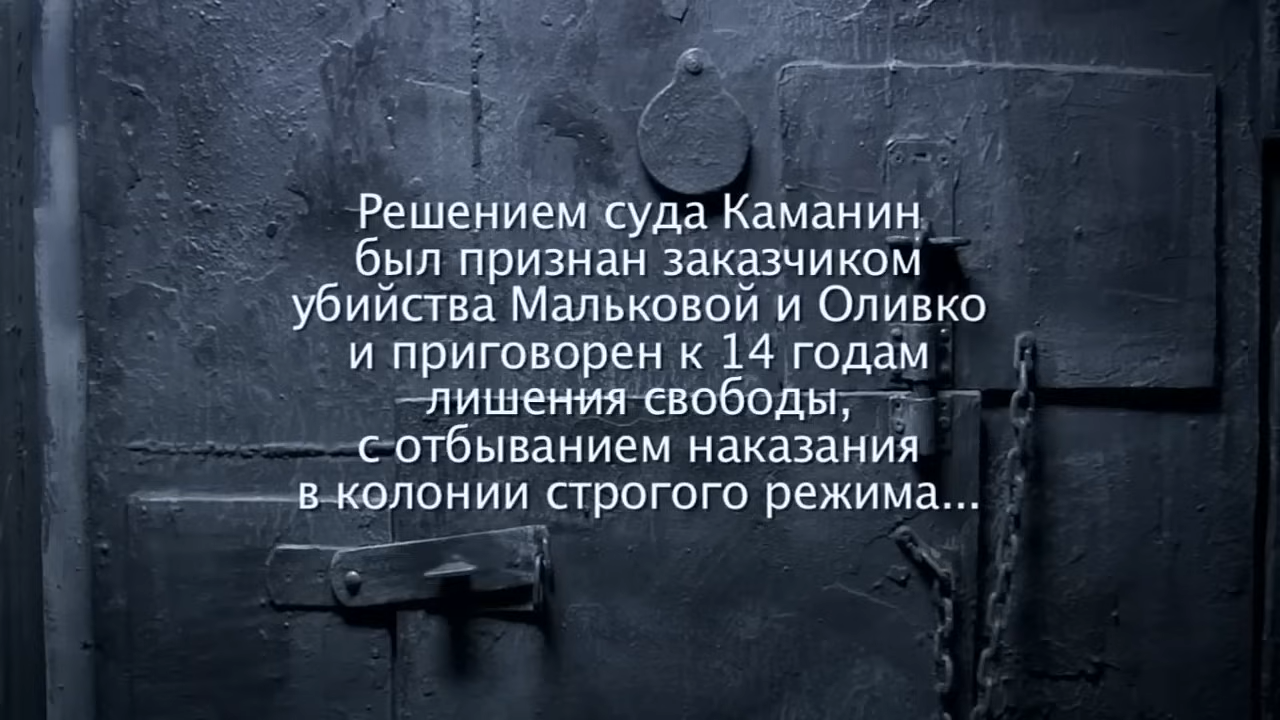 Решением суда Каманин
был признан заказчиком
убийства Мальковой и Оливко
и приговорен к 14 годам
лишения свободы,
с отбыванием наказания
в колонии строгого режима...